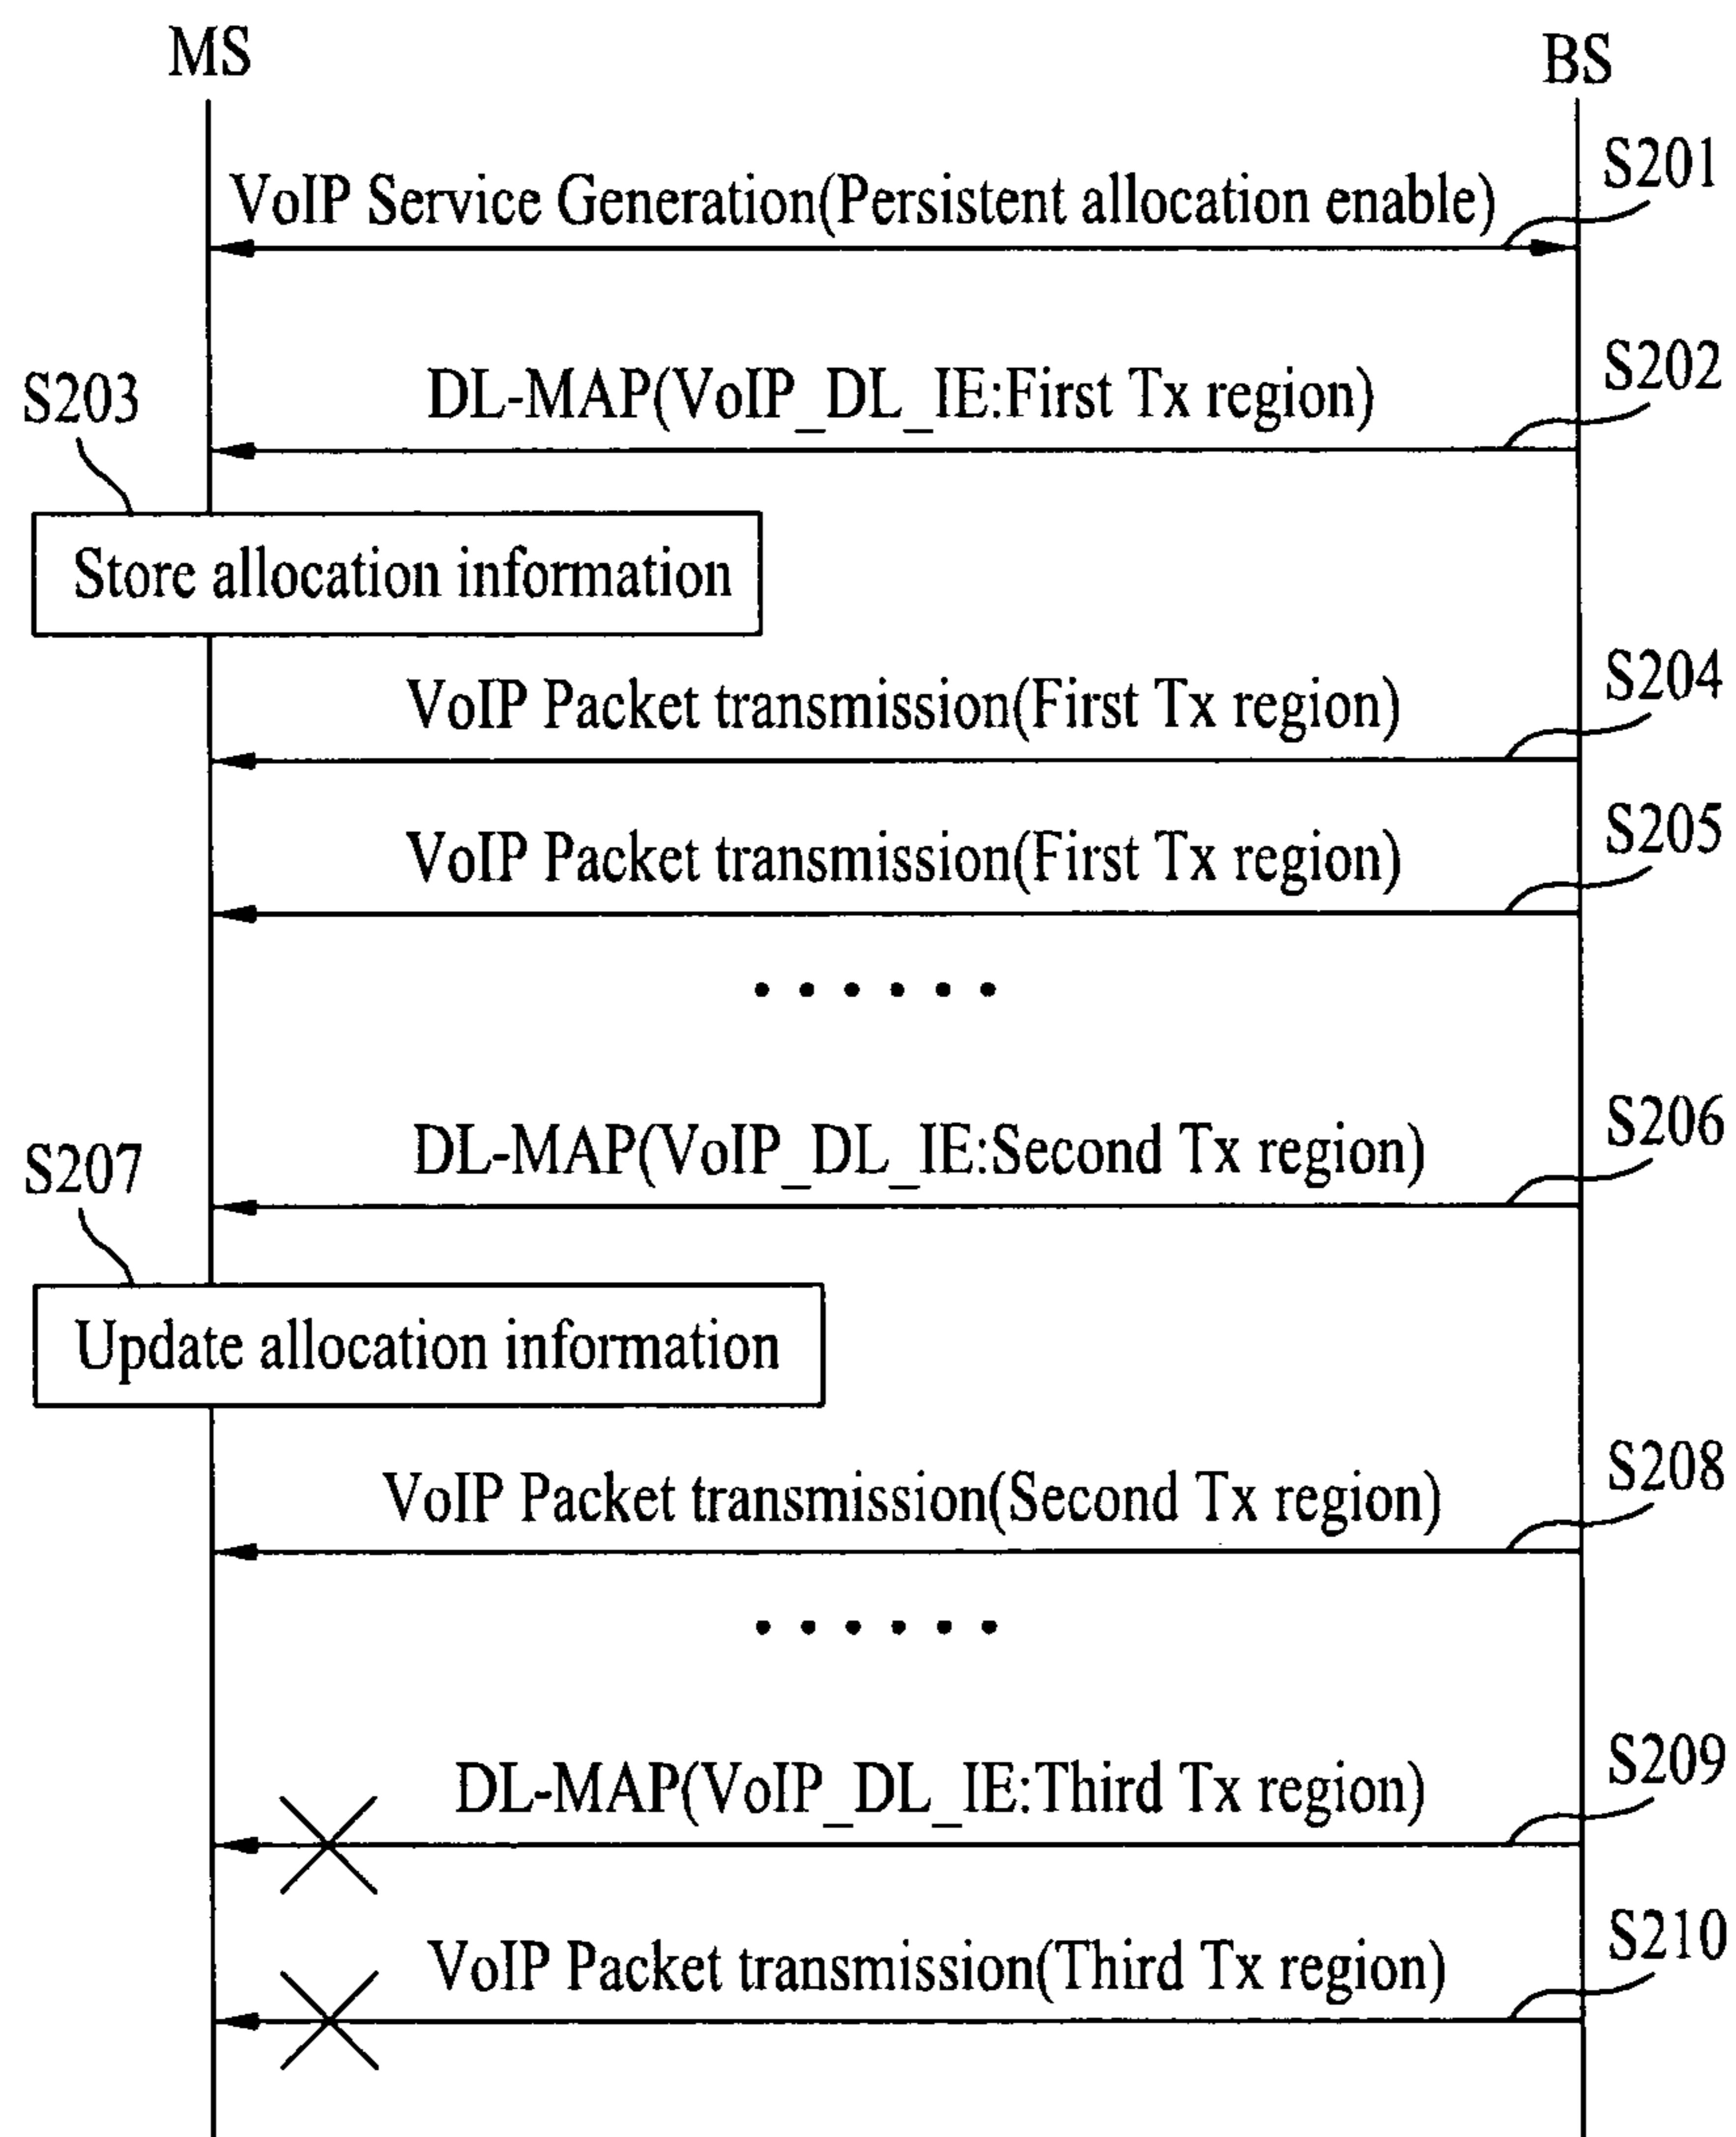 MS
BS
S201
VoIP Service Generation(Persistent allocation enable)
S202
DL-MAP(VoIP_DL_IE:First Tx region)
S203
Store allocation information
S204
VoIP Packet transmission(First Tx region)
S205
VoIP Packet transmission(First Tx region)
......
S206
DL-MAP(VoIP_DL_IE:Second Tx region)
S207
Update allocation information
S208
VoIP Packet transmission(Second Tx region)
......
S209
DL-MAP(VoIP_DL_IE:Third Tx region)
S210
VoIP Packet transmission(Third Tx region)